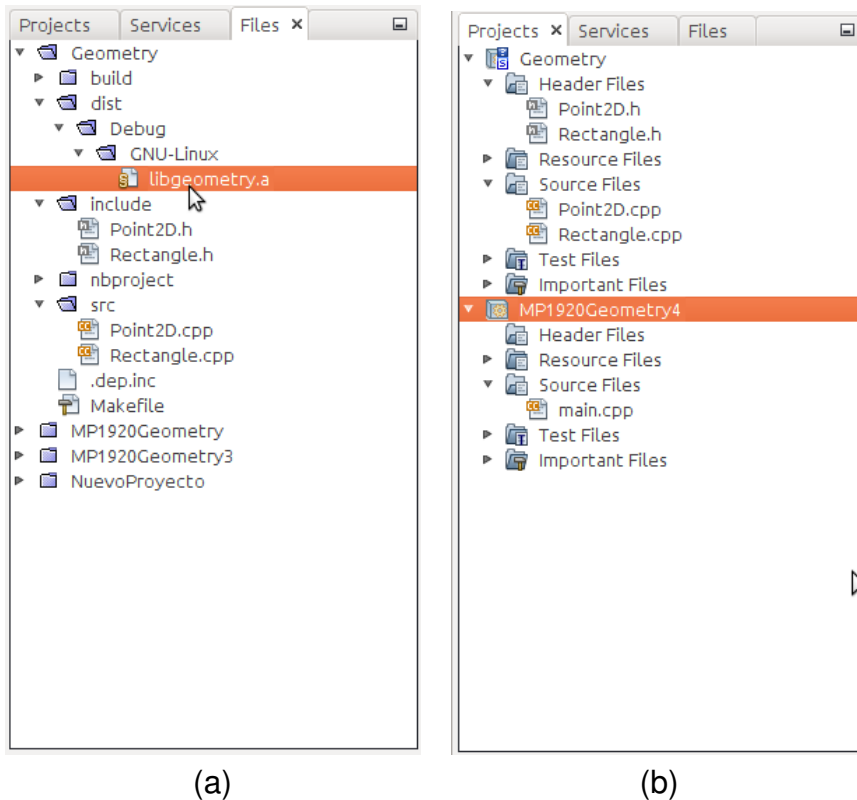 Projects Services Files
Geometry
build
dist
Debug
GNU-Linux
libgeometry.a
include
Point2D.h
Rectangle.h
nbproject
src
Point2D.cpp
Rectangle.cpp
.dep.inc
Makefile
MP1920Geometry
MP1920Geometry3
NuevoProyecto
(a)
Projects Services Files
Geometry
Header Files
Point2D.h
Rectangle.h
Resource Files
Source Files
Point2D.cpp
Rectangle.cpp
Test Files
Important Files
MP1920Geometry4
Header Files
Resource Files
Source Files
main.cpp
Test Files
Important Files
(b)